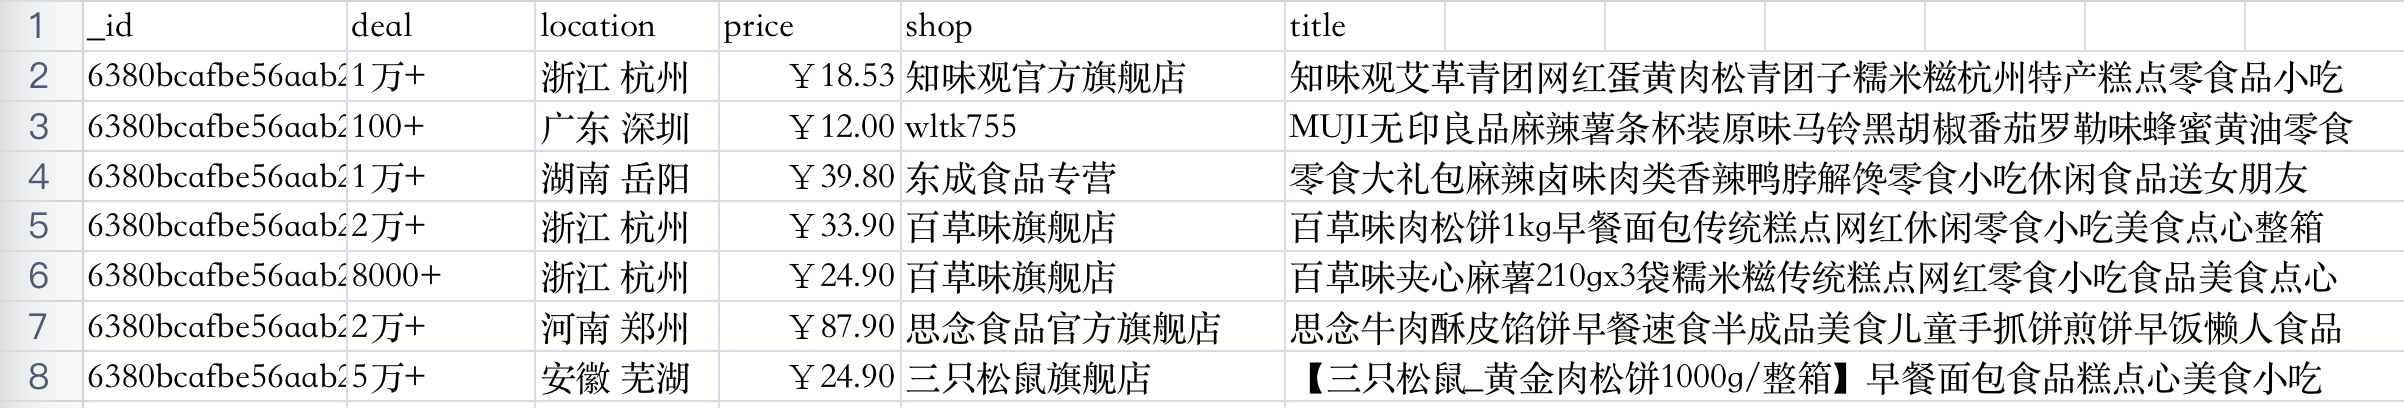 1 _id deal location price shop title
2 6380bcafbe56aab2 1万+ 浙江 杭州 ￥18.53 知味观官方旗舰店 知味观艾草青团网红蛋黄肉松青团子糯米糍杭州特产糕点零食品小吃
3 6380bcafbe56aab2 100+ 广东 深圳 ￥12.00 wltk755 MUJI无印良品麻辣薯条杯装原味马铃黑胡椒番茄罗勒味蜂蜜黄油零食
4 6380bcafbe56aab2 1万+ 湖南 岳阳 ￥39.80 东成食品专营 零食大礼包麻辣卤味肉类香辣鸭脖解馋零食小吃休闲食品送女朋友
5 6380bcafbe56aab2 2万+ 浙江 杭州 ￥33.90 百草味旗舰店 百草味肉松饼1kg早餐面包传统糕点网红休闲零食小吃美食点心整箱
6 6380bcafbe56aab2 8000+ 浙江 杭州 ￥24.90 百草味旗舰店 百草味夹心麻薯210gx3袋糯米糍传统糕点网红零食小吃食品美食点心
7 6380bcafbe56aab2 2万+ 河南 郑州 ￥87.90 思念食品官方旗舰店 思念牛肉酥皮馅饼早餐速食半成品美食儿童手抓饼煎饼早饭懒人食品
8 6380bcafbe56aab2 5万+ 安徽 芜湖 ￥24.90 三只松鼠旗舰店 【三只松鼠_黄金肉松饼1000g/整箱】早餐面包食品糕点心美食小吃